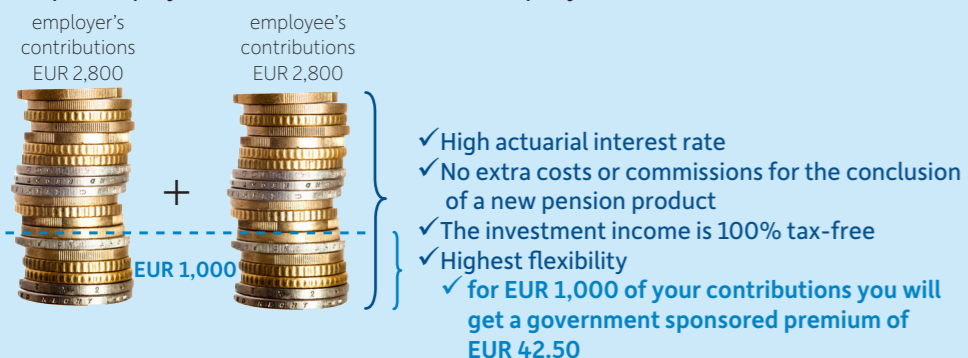 employer's
contributions
EUR 2,800
employee's
contributions
EUR 2,800
+
EUR 1,000
✓High actuarial interest rate
✓No extra costs or commissions for the conclusion
of a new pension product
✓The investment income is 100% tax-free
✓Highest flexibility
✓for EUR 1,000 of your contributions you will
get a government sponsored premium of
EUR 42.50